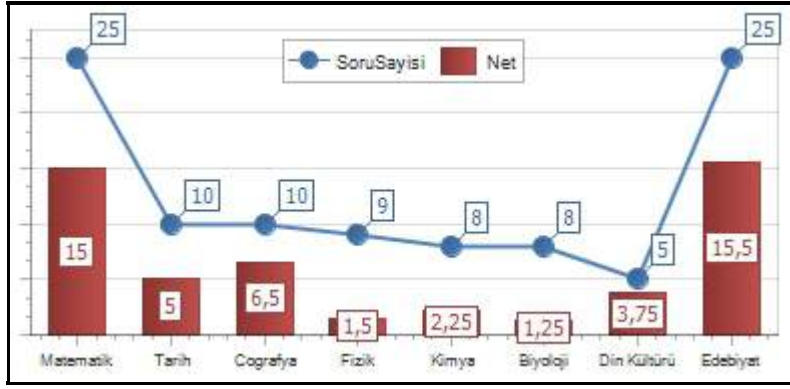 25
25
SoruSayisi
Net
10
10
9
8
8
5
15
5
6,5
1,5
2,25
1,25
3,75
15,5
Matematik
Tarih
Cografya
Fizik
Kimya
Biyoloji
Din Kültürü
Edebiyat